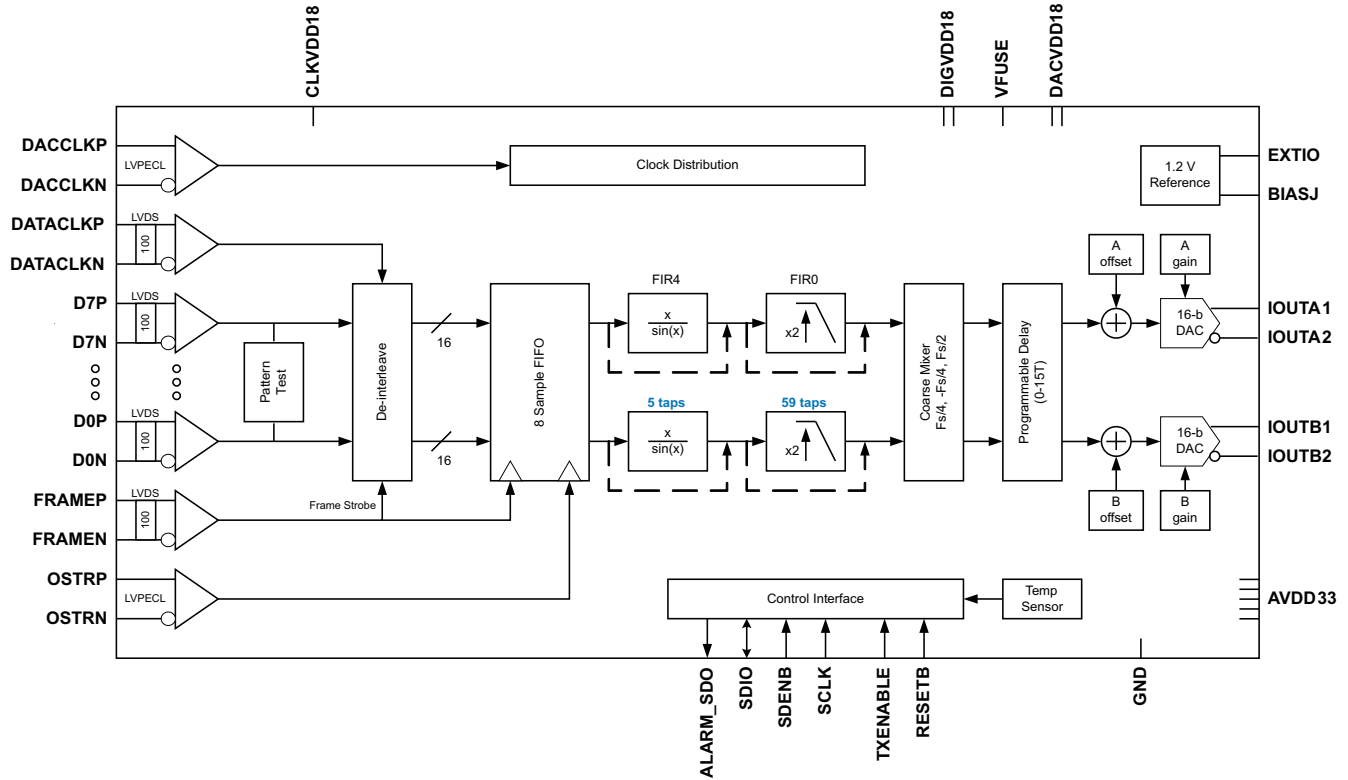 CLKVDD18
DIGVDD18
VFUSE
DACVDD18
DACCLKP
LVPECL
DACCLKN
Clock Distribution
1.2 V
Reference
EXTIO
BIASJ
DATACLKP
LVDS
100
DATACLKN
A
offset
A
gain
D7P
LVDS
100
D7N
Pattern
Test
D0P
LVDS
100
D0N
De-interleave
16
16
8 Sample FIFO
FIR4
x
sin(x)
FIR0
x2
5 taps
x
sin(x)
59 taps
x2
Coarse Mixer
Fs/4, -Fs/4, Fs/2
Programmable Delay
(0-15T)
16-b
DAC
IOUTA1
IOUTA2
16-b
DAC
IOUTB1
IOUTB2
B
offset
B
gain
FRAMEP
LVDS
100
FRAMEN
Frame Strobe
OSTRP
LVPECL
OSTRN
Control Interface
Temp
Sensor
AVDD33
ALARM_SDO
SDIO
SDENB
SCLK
TXENABLE
RESETB
GND